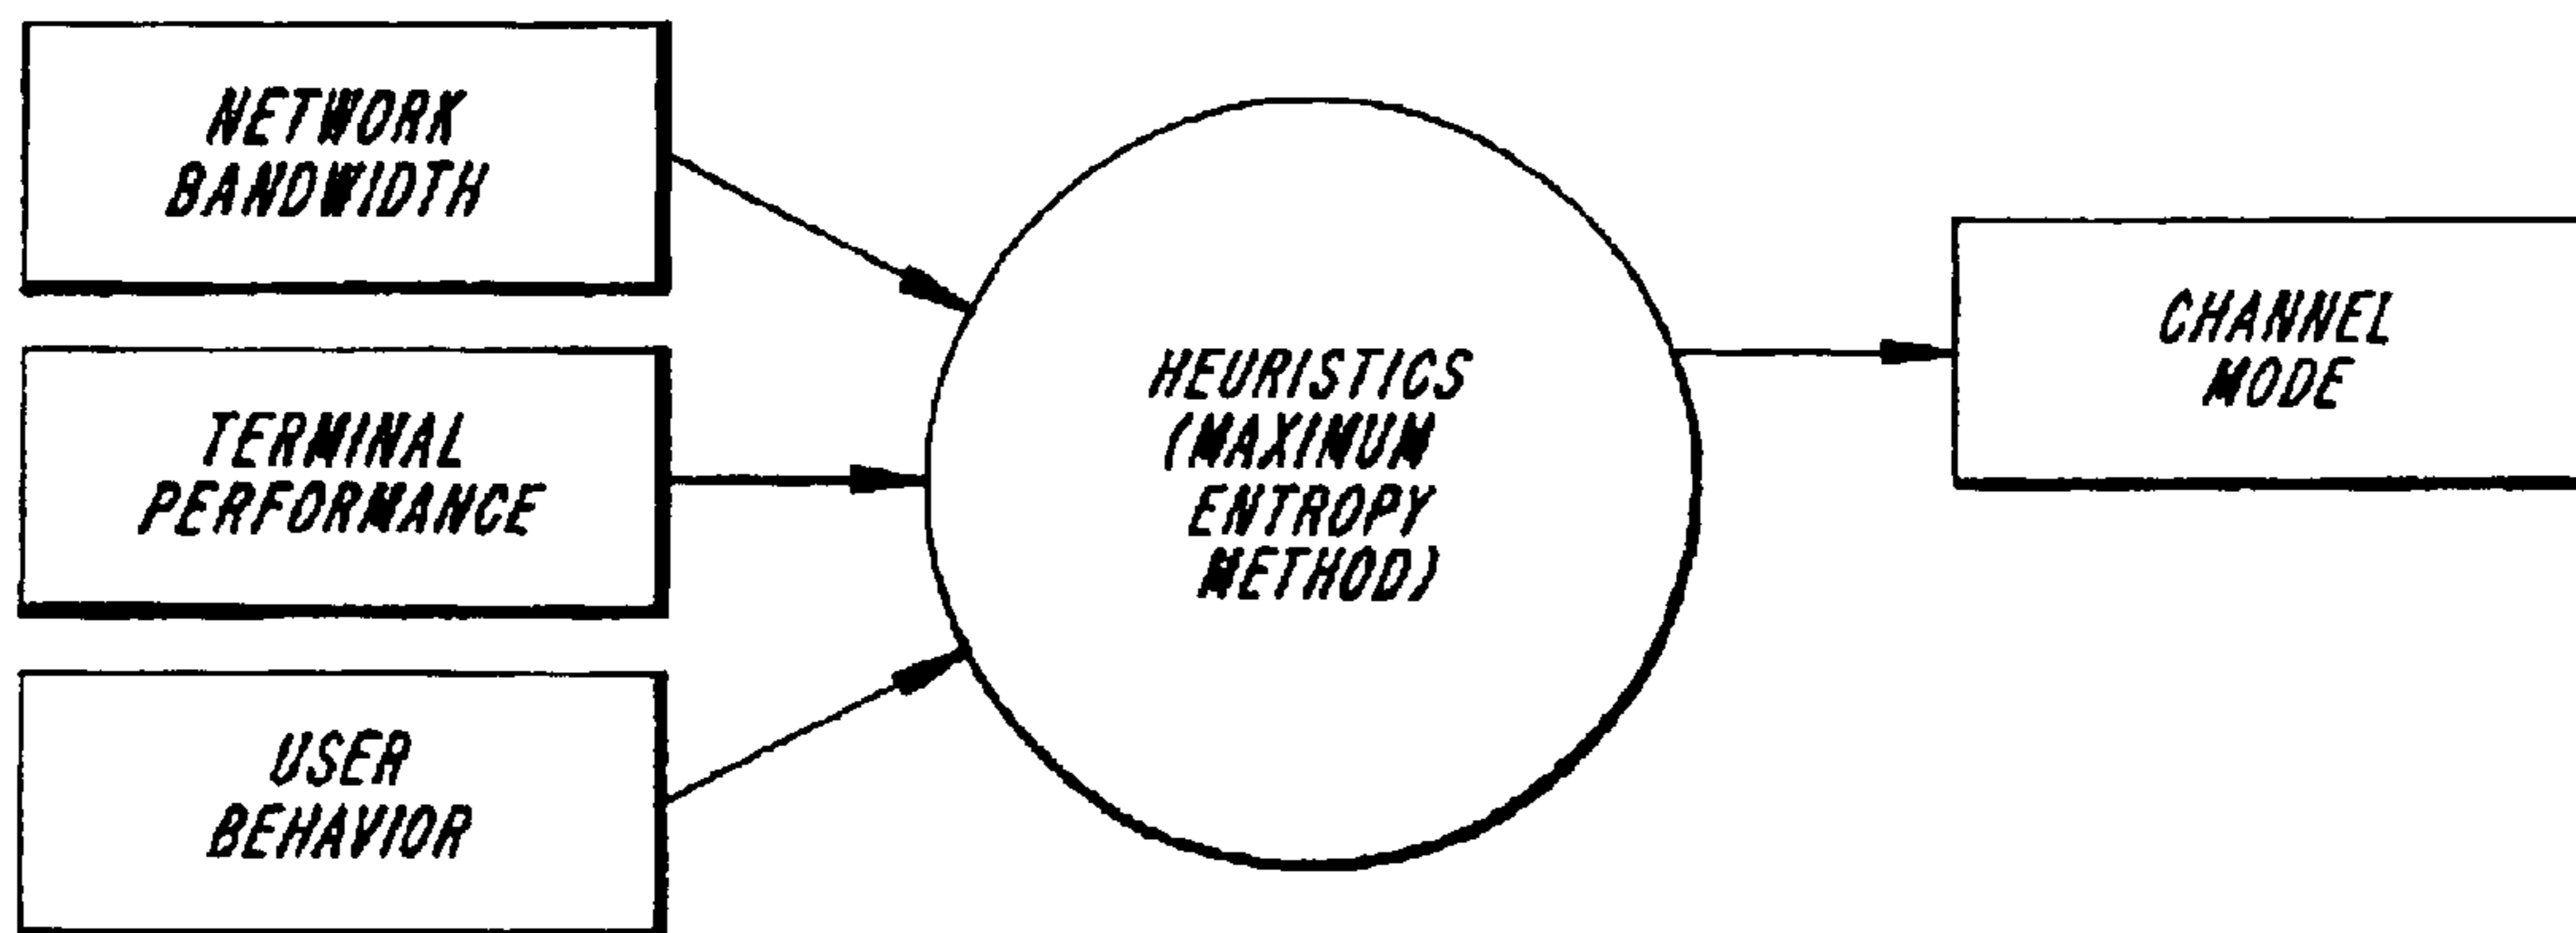 NETWORK
BANDWIDTH
TERMINAL
PERFORMANCE
USER
BEHAVIOR
HEURISTICS
(MAXIMUM
ENTROPY
METHOD)
CHANNEL
MODE